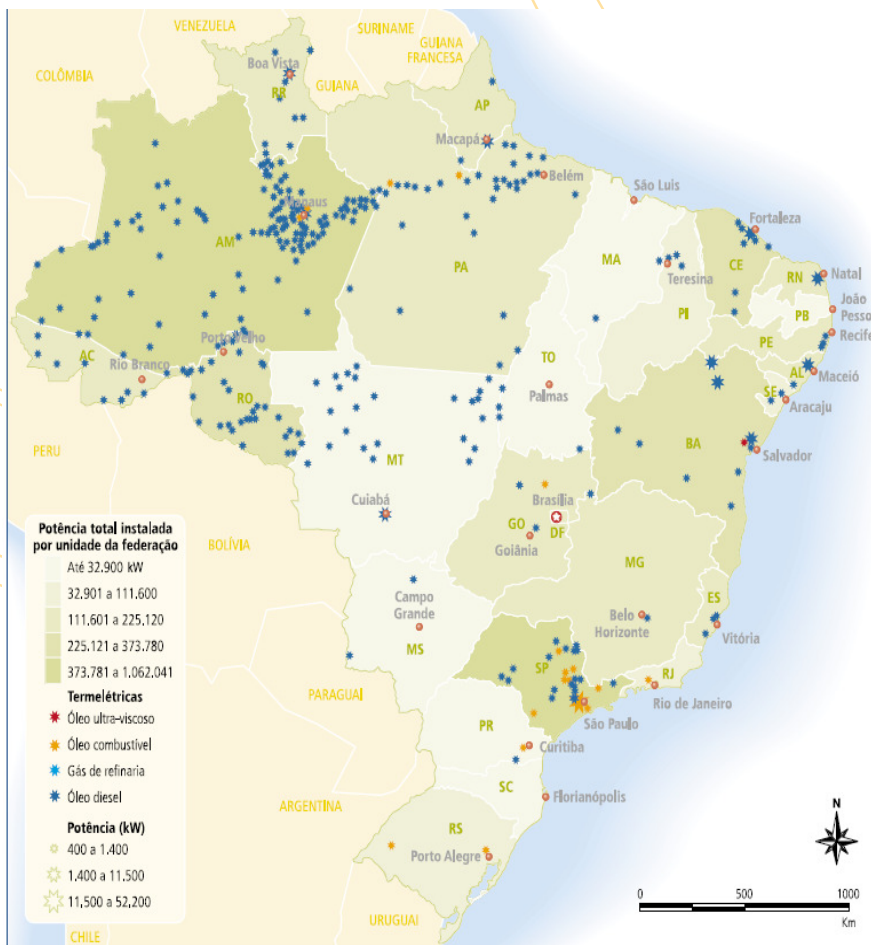 VENEZUELA
SURINAME
GUIANA
FRANCESA
COLÔMBIA
Boa Vista
GUIANA
RR
AP
Macapá
Belém
São Luis
Manaus
Fortaleza
AM
PA
MA
Teresina
CE
RN
Natal
João
Pesso
PB
PI
PE
Recife
Porto Velho
AC
Rio Branco
TO
Palmas
AL
Maceió
SE
Aracaju
RO
BA
MT
Salvador
PERU
Cuiabá
Brasília
GO
DF
Goiânia
BOLÍVIA
MG
Campo
Grande
Belo
Horizonte
ES
Vitória
MS
SP
RJ
Rio de Janeiro
São Paulo
PARAGUAI
PR
Curitiba
SC
Florianópolis
ARGENTINA
RS
Porto Alegre
URUGUAI
CHILE
Potência total instalada
por unidade da federação
Até 32.900 kW
32.901 a 111.600
111.601 a 225,120
225,121 a 373.780
373.781 a 1.062.041
Termelétricas
Óleo ultra-viscoso
Óleo combustível
Gás de refinaria
Óleo diesel
Potência (kW)
400 a 1.400
1.400 a 11,500
11,500 a 52,200
N
0 500 1000
Km